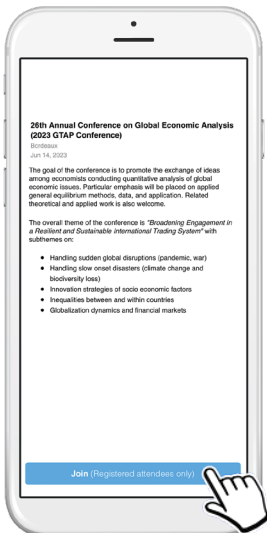 26th Annual Conference on Global Economic Analysis
(2023 GTAP Conference)
Bordeaux
Jun 14, 2023
The goal of the conference is to promote the exchange of ideas
among economists conducting quantitative analysis of global
economic issues. Particular emphasis will be placed on applied
general equilibrium methods, data, and application. Related
theoretical and applied work is also welcome.
The overall theme of the conference is "Broadening Engagement in
a Resilient and Sustainable international Trading System" with
subthemes on:
• Handling sudden global disruptions (pandemic, war)
• Handling slow onset disasters (climate change and
biodiversity loss)
• Innovation strategies of socio economic factors
• Inequalities between and within countries
• Globalization dynamics and financial markets
Join (Registered attendees only)